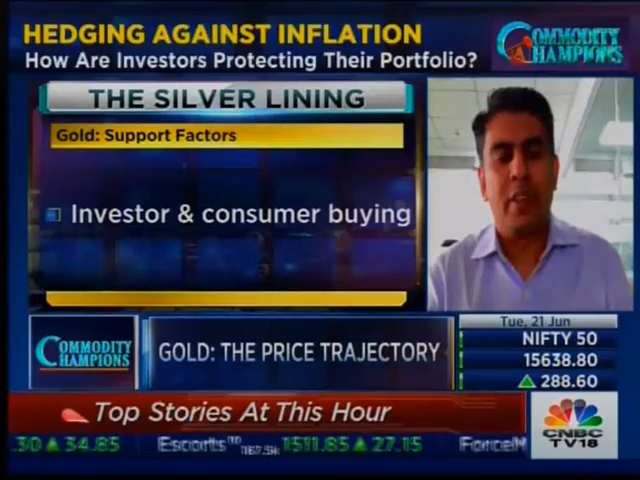 HEDGING AGAINST INFLATION
How Are Investors Protecting Their Portfolio?
COMMODITY
CHAMPIONS
THE SILVER LINING
Gold: Support Factors
Investor & consumer buying
COMMODITY
CHAMPIONS
GOLD: THE PRICE TRAJECTORY
Tue, 21 Jun
NIFTY 50
15638.80
▲ 288.60
Top Stories At This Hour
CNBC
TV18
.30 ▲ 34.85 Escorts 1511.85 ▲ 27.15